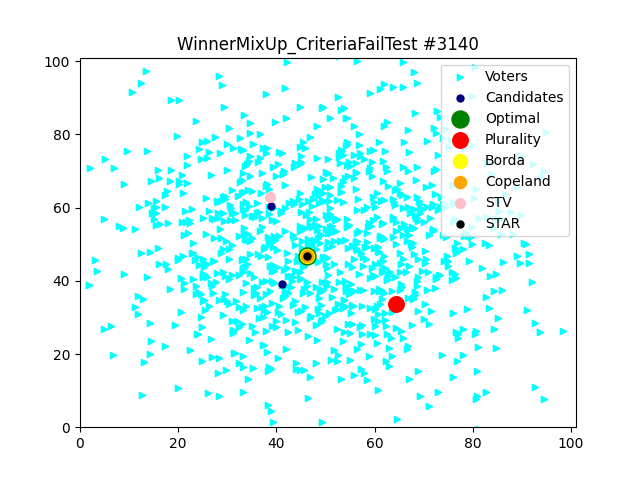 WinnerMixUp_CriteriaFailTest #3140
100
80
60
40
20
0
0 20 40 60 80 100
Voters
Candidates
Optimal
Plurality
Borda
Copeland
STV
STAR